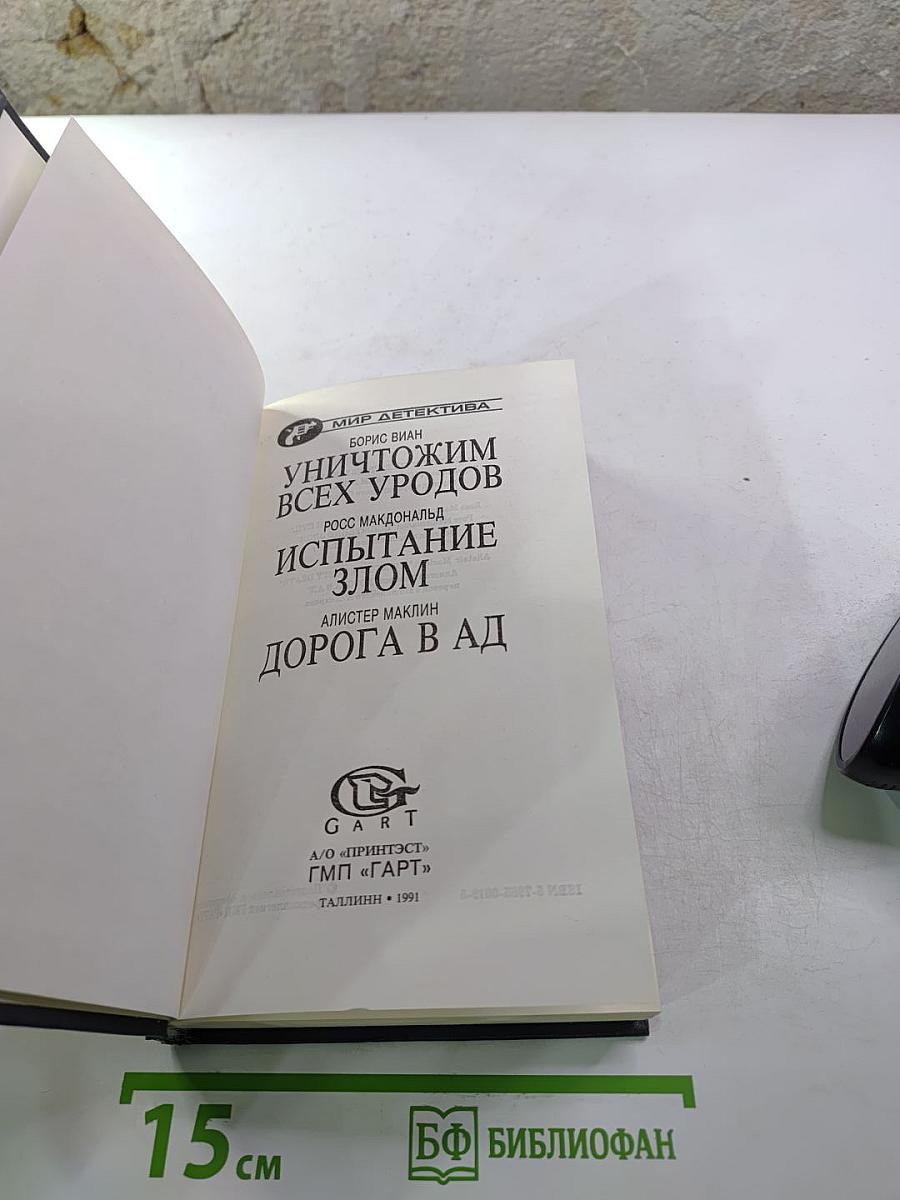 МИР ДЕТЕКТИВА
БОРИС ВИАН
УНИЧТОЖИМ
ВСЕХ УРОДОВ
РОСС МАКДОНАЛЬД
ИСПЫТАНИЕ
ЗЛОМ
АЛИСТЕР МАКЛИН
ДОРОГА В АД
GART
А/О «ПРИНТЭСТ»
ГМП «ГАРТ»
ТАЛЛИНН • 1991
15 см
БФ БИБЛИОФАН